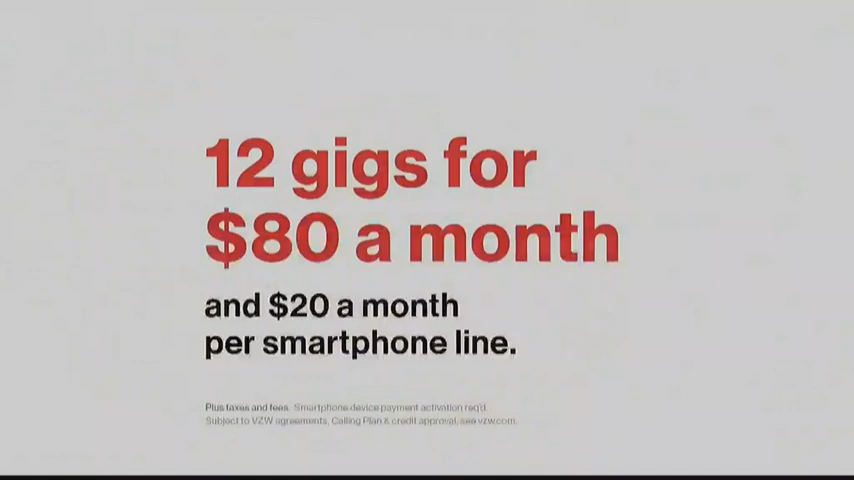 12 gigs for
$80 a month
and $20 a month
per smartphone line.
Plus taxes and fees. Smartphone device payment activation req'd.
Subject to VZW agreements, Calling Plan & credit approval, see vzw.com.